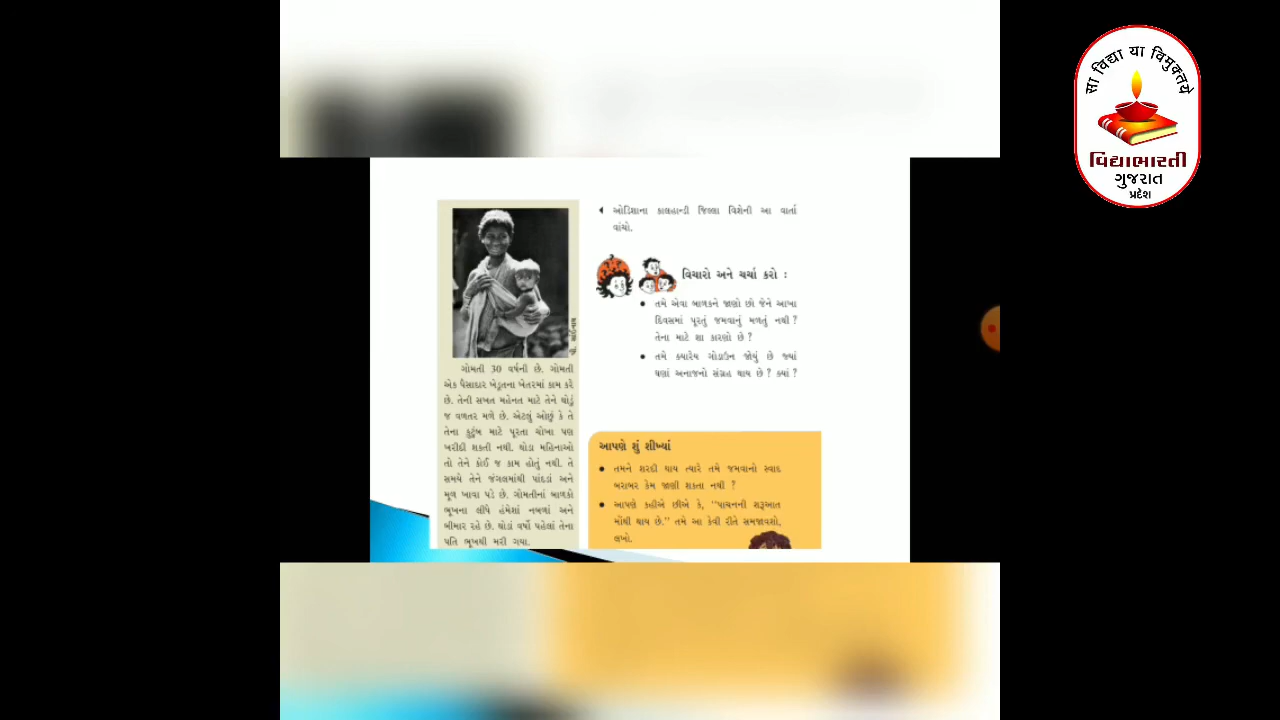 સા વિદ્યા યા વિમુક્તયે
વિદ્યાભારતી
ગુજરાત
પ્રદેશ
ગોમતી 30 વર્ષની છે. ગોમતી
એક પૈસાદાર ખેડૂતના ખેતરમાં કામ કરે
છે. તેની સખત મહેનત માટે તેને થોડું
જ વળતર મળે છે. એટલું ઓછું કે તે
તેના કુટુંબ માટે પૂરતા ચોખા પણ
ખરીદી શકતી નથી. થોડા મહિનાઓ
તો તેને કોઈ જ કામ હોતું નથી. તે
સમયે તેને જંગલમાંથી પાંદડાં અને
મૂળ ખાવા પડે છે. ગોમતીનાં બાળકો
ભૂખના લીધે હંમેશાં નબળાં અને
બીમાર રહે છે. થોડાં વર્ષો પહેલાં તેના
પતિ ભૂખથી મરી ગયા.
ઓડિશાના કાલહાન્ડી જિલ્લા વિશેની આ વાર્તા
વાંચો.
વિચારો અને ચર્ચા કરો :
• તમે એવા બાળકને જાણો છો જેને આખા
દિવસમાં પૂરતું જમવાનું મળતું નથી ?
તેના માટે શા કારણો છે ?
• તમે ક્યારેય ગોડાઉન જોયું છે જ્યાં
ઘણાં અનાજનો સંગ્રહ થાય છે ? ક્યાં ?
આપણે શું શીખ્યાં
• તમને શરદી થાય ત્યારે તમે જમવાનો સ્વાદ
બરાબર કેમ જાણી શકતા નથી ?
• આપણે કહીએ છીએ કે, ‘‘પાચનની શરૂઆત
મોંથી થાય છે.’’ તમે આ કેવી રીતે સમજાવશો,
લખો.